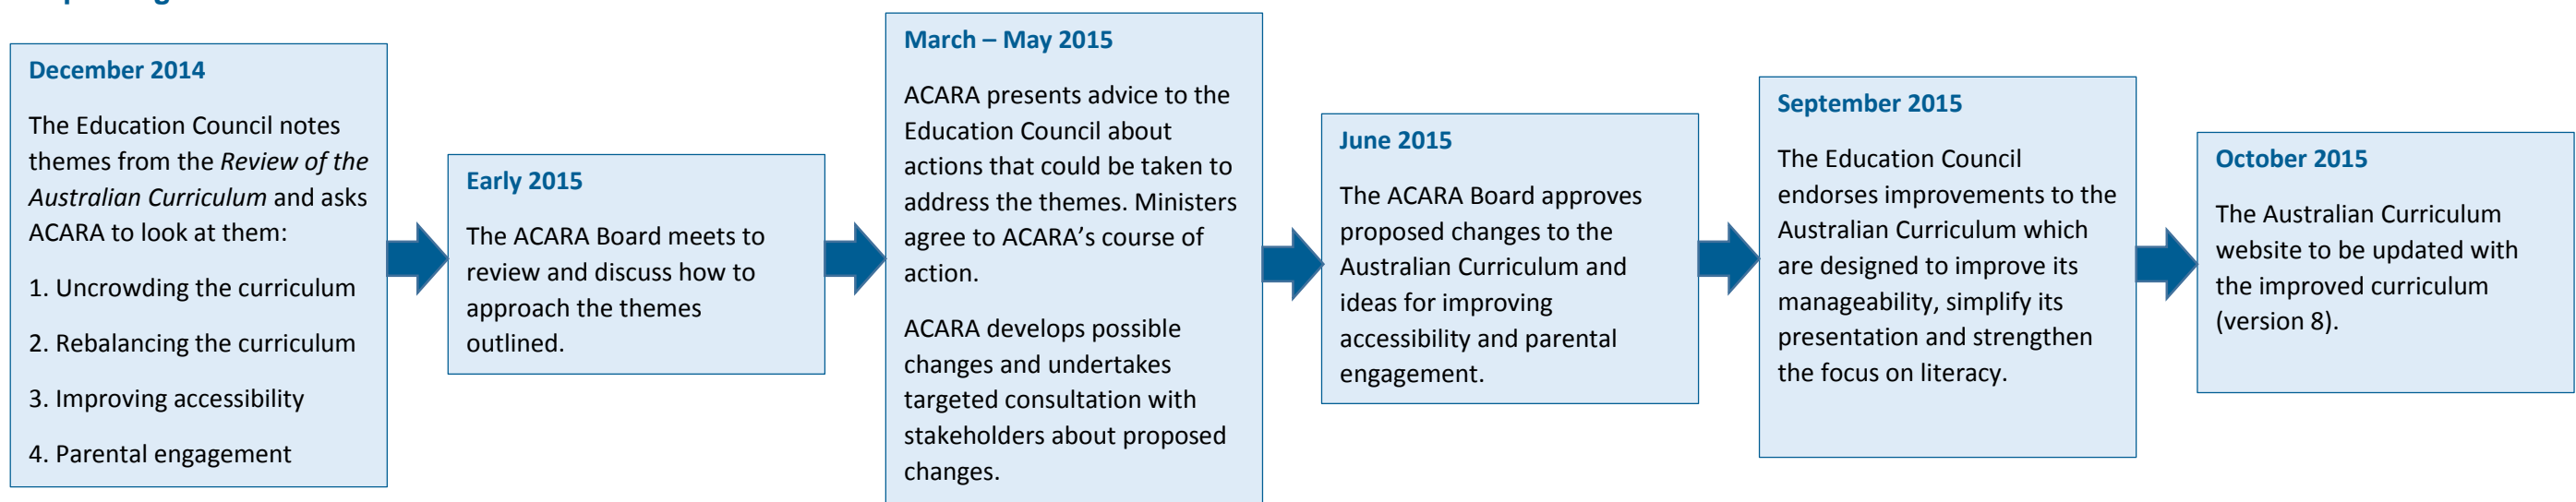 December 2014
The Education Council notes
themes from the Review of the
Australian Curriculum and asks
ACARA to look at them:
1. Uncrowding the curriculum
2. Rebalancing the curriculum
3. Improving accessibility
4. Parental engagement
Early 2015
The ACARA Board meets to
review and discuss how to
approach the themes
outlined.
March – May 2015
ACARA presents advice to the
Education Council about
actions that could be taken to
address the themes. Ministers
agree to ACARA’s course of
action.
ACARA develops possible
changes and undertakes
targeted consultation with
stakeholders about proposed
changes.
June 2015
The ACARA Board approves
proposed changes to the
Australian Curriculum and
ideas for improving
accessibility and parental
engagement.
September 2015
The Education Council
endorses improvements to the
Australian Curriculum which
are designed to improve its
manageability, simplify its
presentation and strengthen
the focus on literacy.
October 2015
The Australian Curriculum
website to be updated with
the improved curriculum
(version 8).